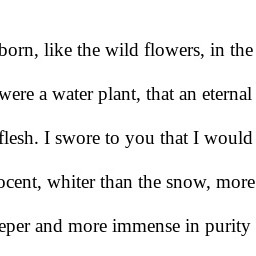 born, like the wild flowers, in the
were a water plant, that an eternal
flesh. I swore to you that I would
ocent, whiter than the snow, more
eper and more immense in purity